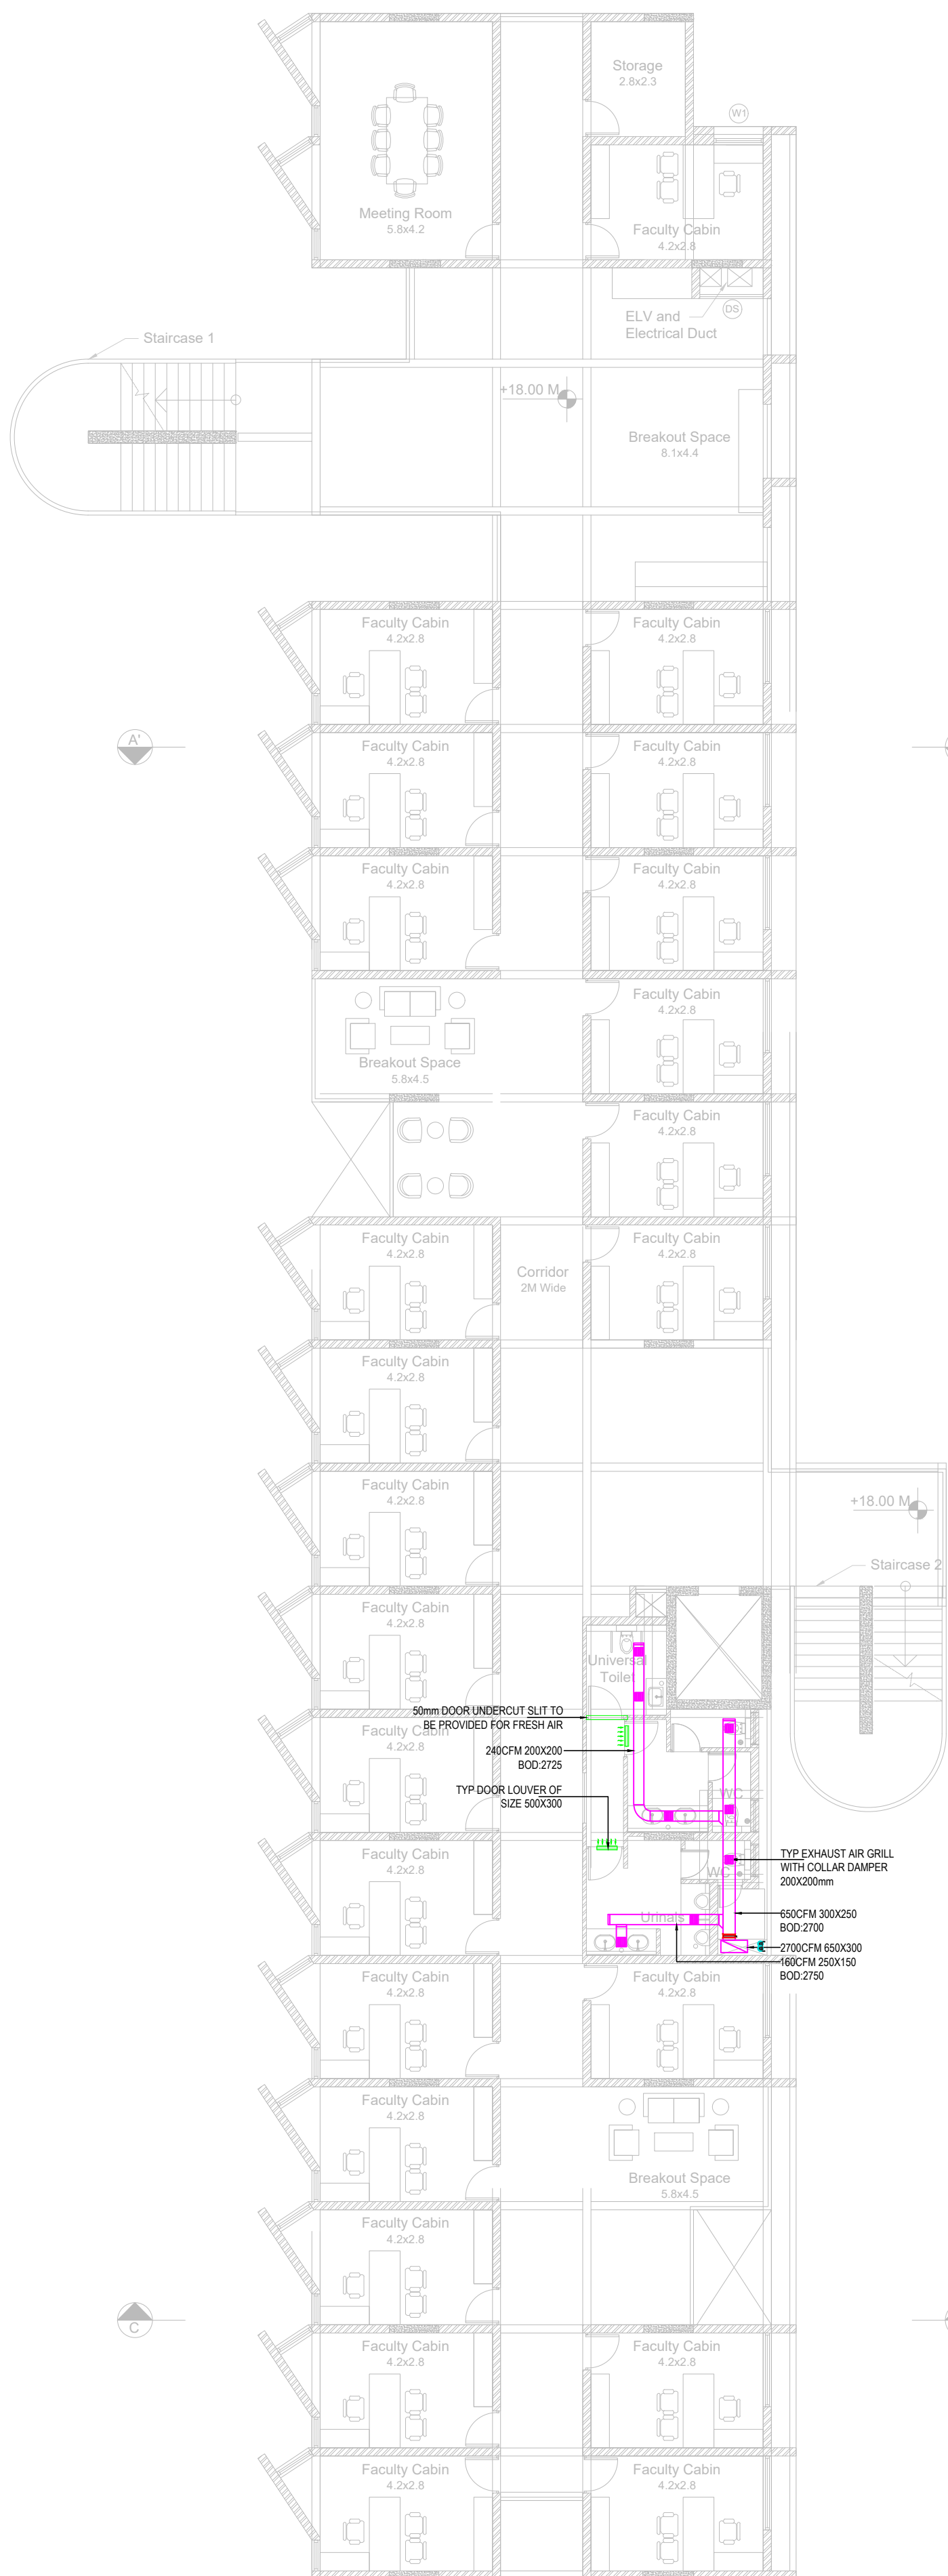 Storage
2.8x2.3
W1
Meeting Room
5.8x4.2
Faculty Cabin
4.2x2.8
ELV and
Electrical Duct
DS
Staircase 1
+18.00 M
Breakout Space
8.1x4.4
Faculty Cabin
4.2x2.8
Faculty Cabin
4.2x2.8
A'
Faculty Cabin
4.2x2.8
Faculty Cabin
4.2x2.8
Faculty Cabin
4.2x2.8
Faculty Cabin
4.2x2.8
Faculty Cabin
4.2x2.8
Breakout Space
5.8x4.5
Faculty Cabin
4.2x2.8
Faculty Cabin
4.2x2.8
Corridor
2M Wide
Faculty Cabin
4.2x2.8
Faculty Cabin
4.2x2.8
Faculty Cabin
4.2x2.8
+18.00 M
Staircase 2
Faculty Cabin
4.2x2.8
Universal
Toilet
50mm DOOR UNDERCUT SLIT TO
BE PROVIDED FOR FRESH AIR
Faculty Cabin
4.2x2.8
240CFM 200X200
BOD:2725
TYP DOOR LOUVER OF
SIZE 500X300
WC
Faculty Cabin
4.2x2.8
WC
TYP EXHAUST AIR GRILL
WITH COLLAR DAMPER
200X200mm
Urinals
650CFM 300X250
BOD:2700
2700CFM 650X300
160CFM 250X150
BOD:2750
Faculty Cabin
4.2x2.8
Faculty Cabin
4.2x2.8
Faculty Cabin
4.2x2.8
Breakout Space
5.8x4.5
Faculty Cabin
4.2x2.8
C
Faculty Cabin
4.2x2.8
Faculty Cabin
4.2x2.8
Faculty Cabin
4.2x2.8
Faculty Cabin
4.2x2.8